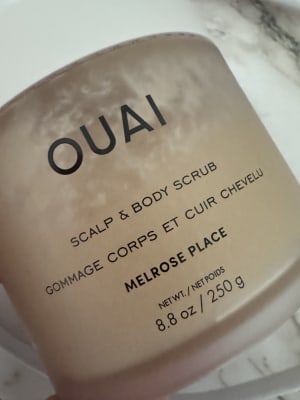 OUAI
SCALP & BODY SCRUB
GOMMAGE CORPS ET CUIR CHEVELU
MELROSE PLACE
NET WT. / NET POIDS
8.8 oz / 250 g